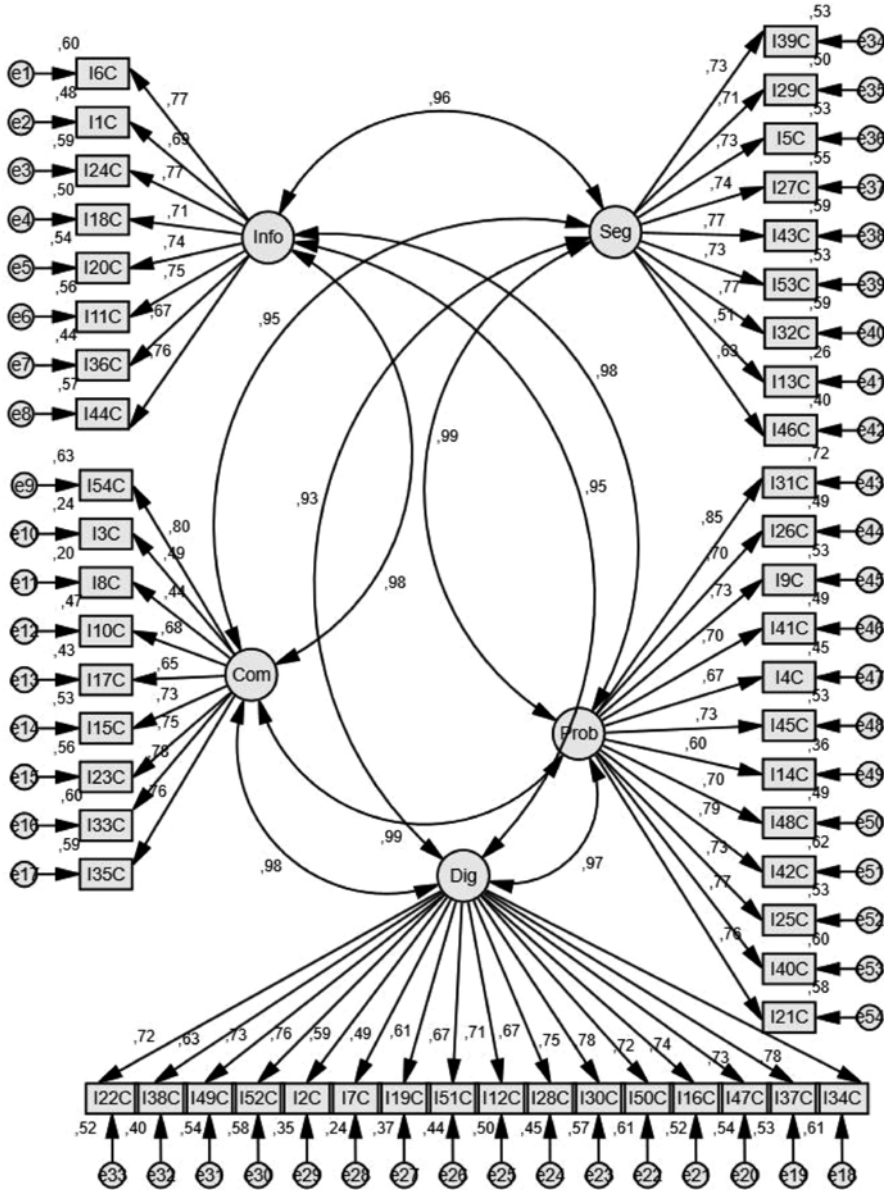 ,60
e1 I6C ,77
,48
e2 I1C ,69
,59
e3 I24C ,77
,50
e4 I18C ,71
,54
e5 I20C ,74
,56
e6 I11C ,75
,44
e7 I36C ,67
,57
e8 I44C ,76
Info
,96
Seg
,53
,73 I39C e34
,50
,71 I29C e35
,53
,73 I5C e36
,55
,74 I27C e37
,59
,77 I43C e38
,53
,73 I53C e39
,59
,77 I32C e40
,26
,51 I13C e41
,40
,63 I46C e42
,95
,98
,99
,93
,95
,98
,63
e9 I54C ,80
,24
e10 I3C ,49
,20
e11 I8C ,44
,47
e12 I10C ,68
,43
e13 I17C ,65
,53
e14 I15C ,73
,56
e15 I23C ,75
,60
e16 I33C ,78
,59
e17 I35C ,76
Com
Prob
,72
,85 I31C e43
,49
,70 I26C e44
,53
,73 I9C e45
,49
,70 I41C e46
,45
,67 I4C e47
,53
,73 I45C e48
,36
,60 I14C e49
,49
,70 I48C e50
,62
,79 I42C e51
,53
,73 I25C e52
,60
,77 I40C e53
,58
,76 I21C e54
,98
,99
,97
Dig
,72 ,63 ,73 ,76 ,59 ,49 ,61 ,67 ,71 ,67 ,75 ,78 ,72 ,74 ,73 ,78
I22C I38C I49C I52C I2C I7C I19C I51C I12C I28C I30C I50C I16C I47C I37C I34C
,52 ,40 ,54 ,58 ,35 ,24 ,37 ,44 ,50 ,45 ,57 ,61 ,52 ,54 ,53 ,61
e33 e32 e31 e30 e29 e28 e27 e26 e25 e24 e23 e22 e21 e20 e19 e18